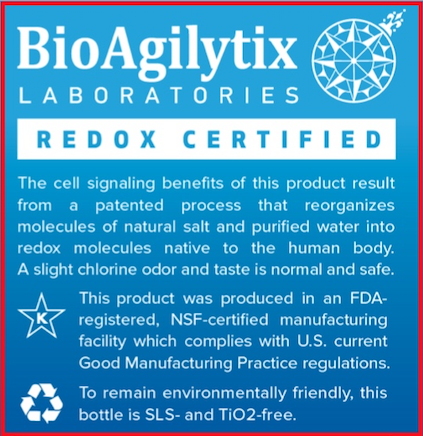 BioAgilytix
LABORATORIES
REDOX CERTIFIED
The cell signaling benefits of this product result
from a patented process that reorganizes
molecules of natural salt and purified water into
redox molecules native to the human body.
A slight chlorine odor and taste is normal and safe.
K
This product was produced in an FDA-
registered, NSF-certified manufacturing
facility which complies with U.S. current
Good Manufacturing Practice regulations.
To remain environmentally friendly, this
bottle is SLS- and TiO2-free.